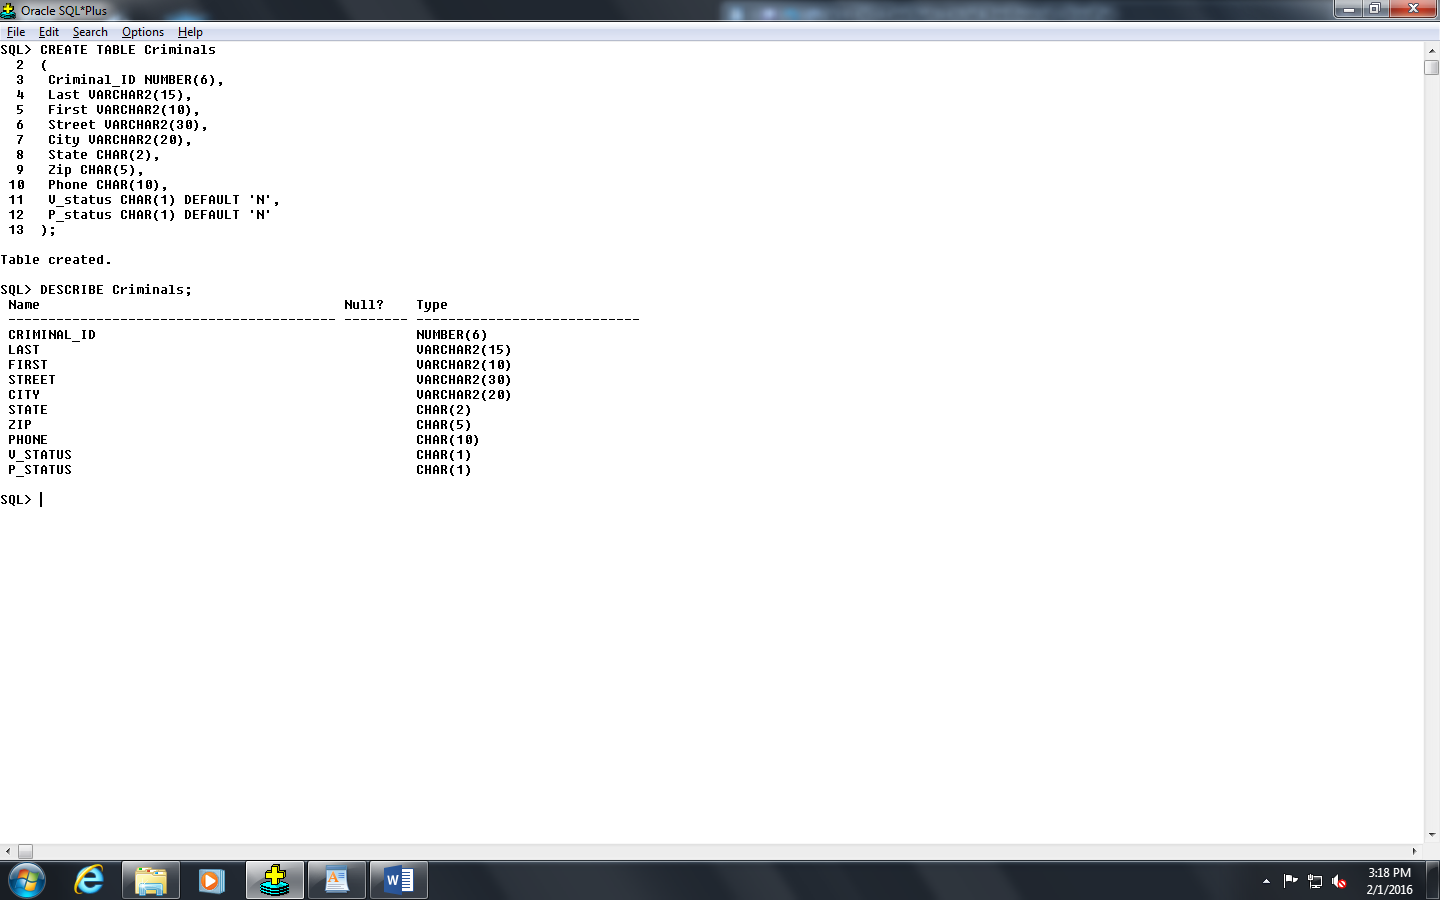 Oracle SQL*Plus
File Edit Search Options Help
SQL> CREATE TABLE Criminals
  2  (
  3   Criminal_ID NUMBER(6),
  4   Last VARCHAR2(15),
  5   First VARCHAR2(10),
  6   Street VARCHAR2(30),
  7   City VARCHAR2(20),
  8   State CHAR(2),
  9   Zip CHAR(5),
 10   Phone CHAR(10),
 11   V_status CHAR(1) DEFAULT 'N',
 12   P_status CHAR(1) DEFAULT 'N'
 13  );
Table created.
SQL> DESCRIBE Criminals;
 Name                                      Null?    Type
 ----------------------------------------- -------- ----------------------------
 CRIMINAL_ID                                        NUMBER(6)
 LAST                                               VARCHAR2(15)
 FIRST                                              VARCHAR2(10)
 STREET                                             VARCHAR2(30)
 CITY                                               VARCHAR2(20)
 STATE                                              CHAR(2)
 ZIP                                                CHAR(5)
 PHONE                                              CHAR(10)
 V_STATUS                                           CHAR(1)
 P_STATUS                                           CHAR(1)
SQL>
3:18 PM
2/1/2016